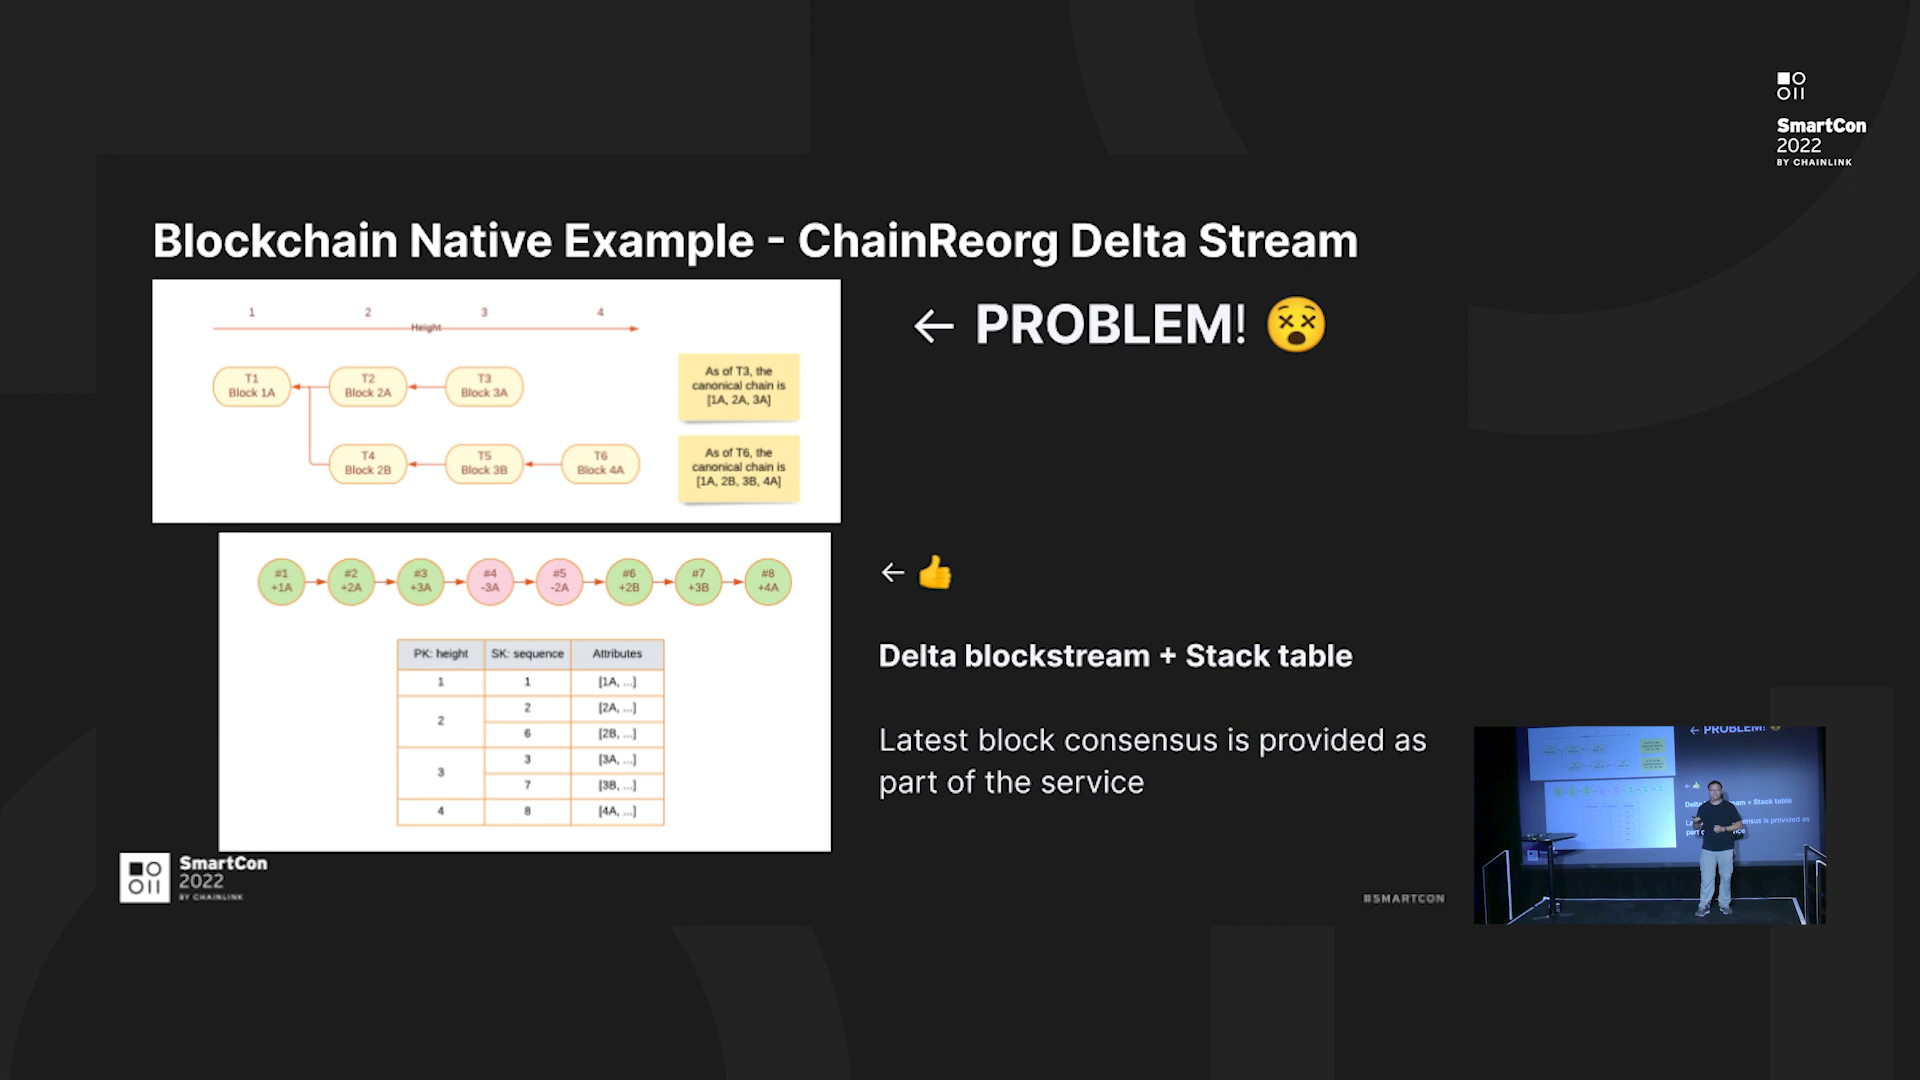 SmartCon
2022
BY CHAINLINK
Blockchain Native Example - ChainReorg Delta Stream
1 2 3 4
Height
T1
Block 1A
T2
Block 2A
T3
Block 3A
As of T3, the
canonical chain is
[1A, 2A, 3A]
T4
Block 2B
T5
Block 3B
T6
Block 4A
As of T6, the
canonical chain is
[1A, 2B, 3B, 4A]
← PROBLEM! 😵
#1
+1A
#2
+2A
#3
+3A
#4
-3A
#5
-2A
#6
+2B
#7
+3B
#8
+4A
PK: height SK: sequence Attributes
1 1 [1A, ...]
2 2 [2A, ...]
6 [2B, ...]
3 3 [3A, ...]
7 [3B, ...]
4 8 [4A, ...]
← 👍
Delta blockstream + Stack table
Latest block consensus is provided as
part of the service
SmartCon
2022
BY CHAINLINK
#SMARTCON
← PROBLEM!